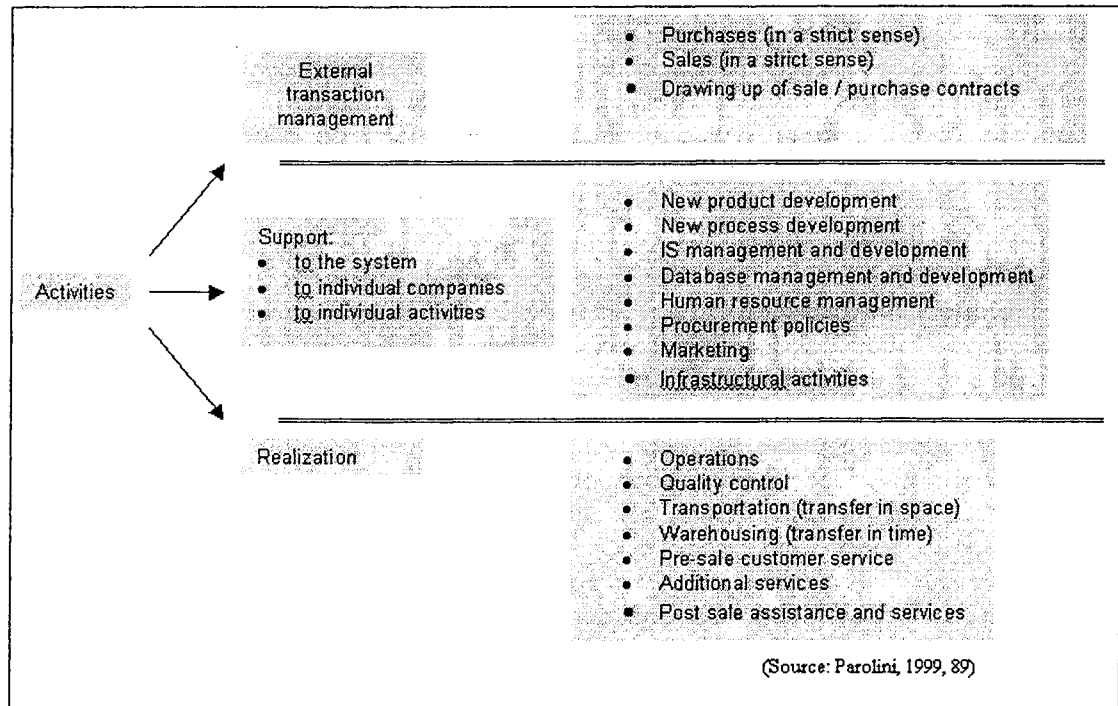 External
transaction
management
• Purchases (in a strict sense)
• Sales (in a strict sense)
• Drawing up of sale / purchase contracts
Activities
Support:
• to the system
• to individual companies
• to individual activities
• New product development
• New process development
• IS management and development
• Database management and development
• Human resource management
• Procurement policies
• Marketing
• Infrastructural activities
Realization
• Operations
• Quality control
• Transportation (transfer in space)
• Warehousing (transfer in time)
• Pre-sale customer service
• Additional services
• Post sale assistance and services
(Source: Parolini, 1999, 89)